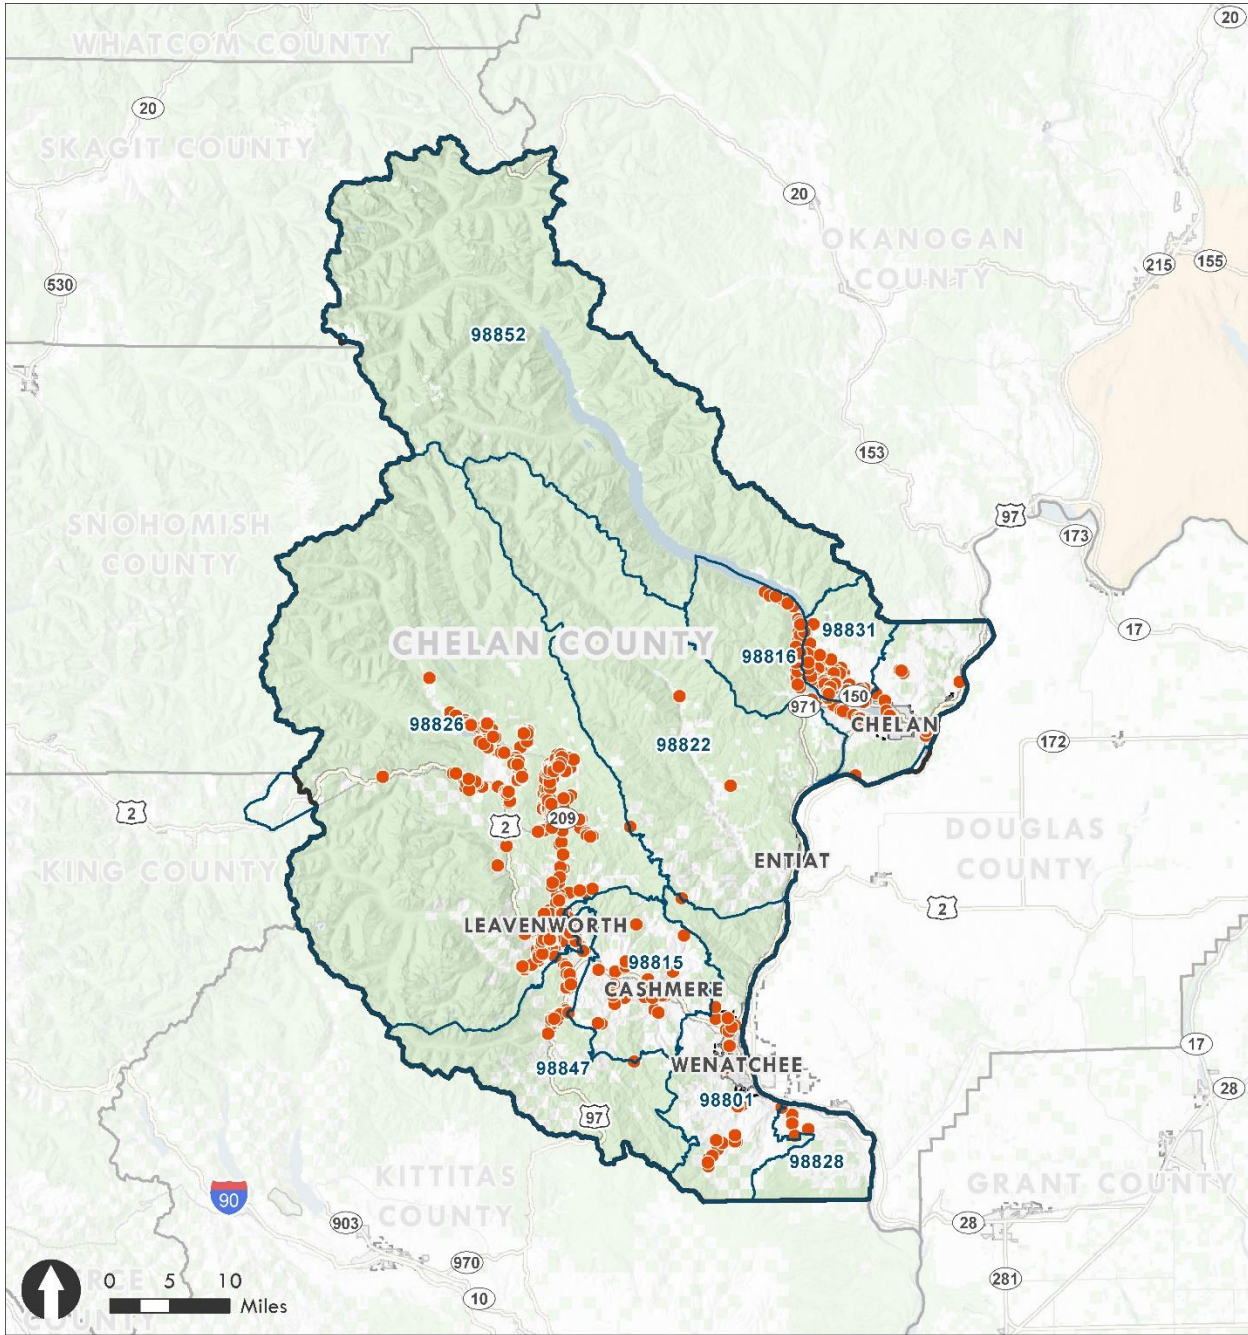 20
WHATCOM COUNTY
20
SKAGIT COUNTY
20
OKANOGAN
COUNTY
215
155
530
98852
153
97
173
SNOHOMISH
COUNTY
17
CHELAN COUNTY
98831
98816
150
971
CHELAN
98826
98822
172
2
2
209
DOUGLAS
COUNTY
KING COUNTY
ENTIAT
2
LEAVENWORTH
98815
CASHMERE
17
WENATCHEE
98847
28
98801
97
98828
KITTITAS
COUNTY
GRANT COUNTY
90
903
28
970
281
10
0 5 10
Miles
COUNTY